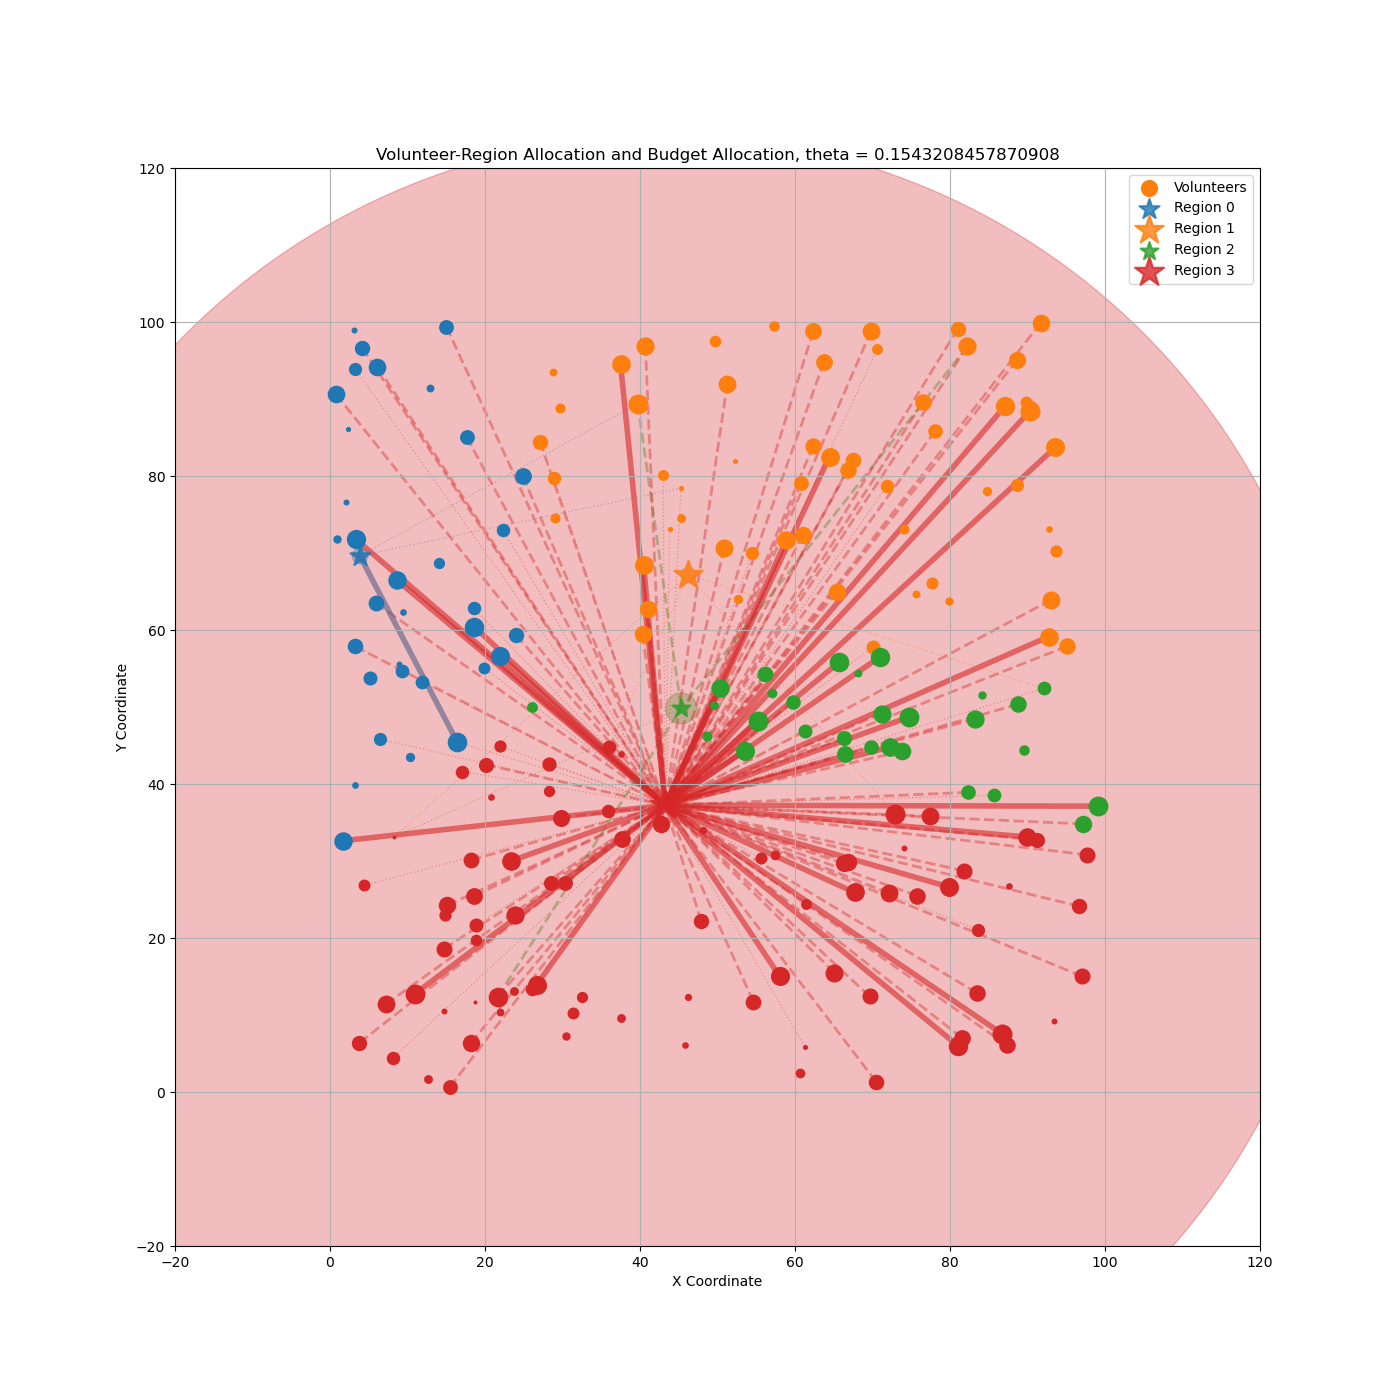 Volunteer-Region Allocation and Budget Allocation, theta = 0.1543208457870908
120
100
80
60
40
20
0
−20
Y Coordinate
Volunteers
Region 0
Region 1
Region 2
Region 3
−20 0 20 40 60 80 100 120
X Coordinate